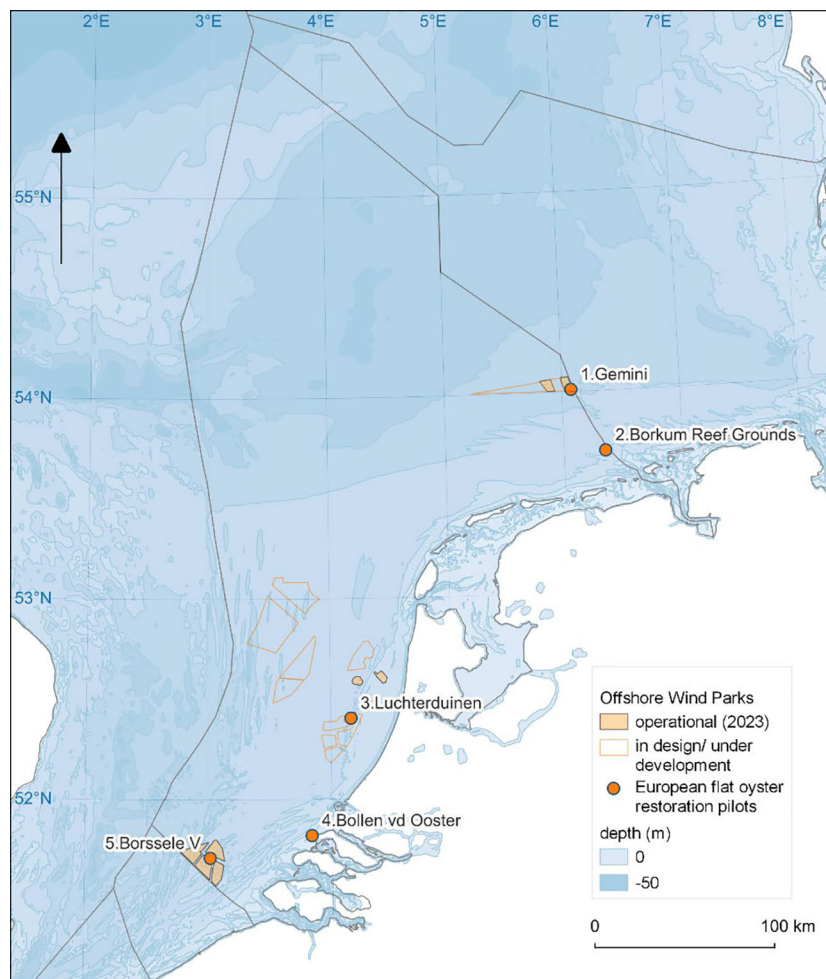 2°E
3°E
4°E
5°E
6°E
7°E
8°E
55°N
54°N
1.Gemini
2.Borkum Reef Grounds
53°N
3.Luchterduinen
52°N
4.Bollen vd Ooster
5.Borssele V
Offshore Wind Parks
operational (2023)
in design/ under
development
European flat oyster
restoration pilots
depth (m)
0
-50
0
100 km